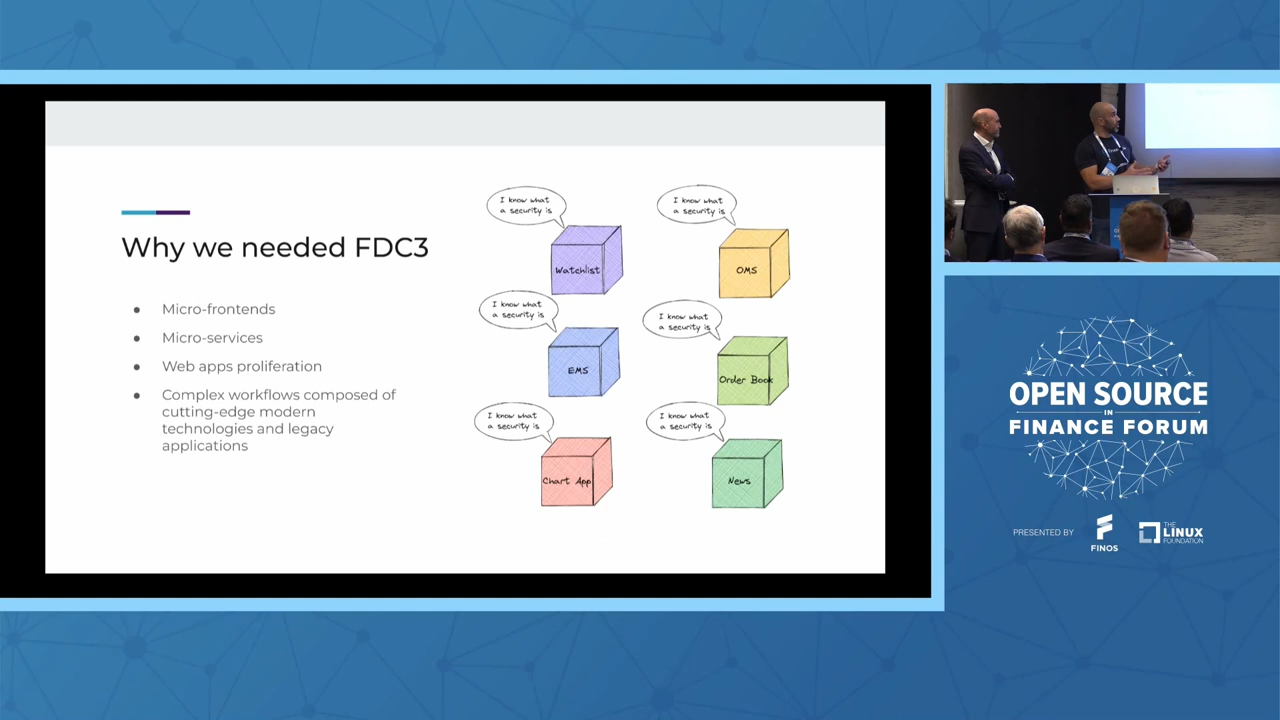 Why we needed FDC3
● Micro-frontends
● Micro-services
● Web apps proliferation
● Complex workflows composed of
cutting-edge modern
technologies and legacy
applications
I know what
a security is
Watchlist
I know what
a security is
OMS
I know what
a security is
EMS
I know what
a security is
Order Book
I know what
a security is
Chart App
I know what
a security is
News
OPEN SOURCE
IN
FINANCE FORUM
PRESENTED BY
FINOS
THE
LINUX
FOUNDATION